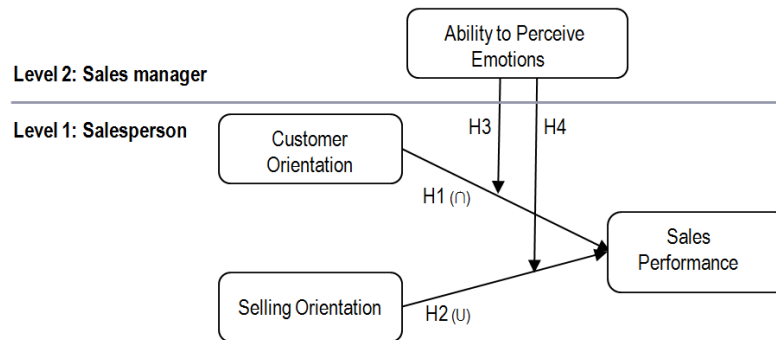 Ability to Perceive
Emotions
Level 2: Sales manager
Level 1: Salesperson
H3
H4
Customer
Orientation
H1 (∩)
Sales
Performance
Selling Orientation
H2 (U)